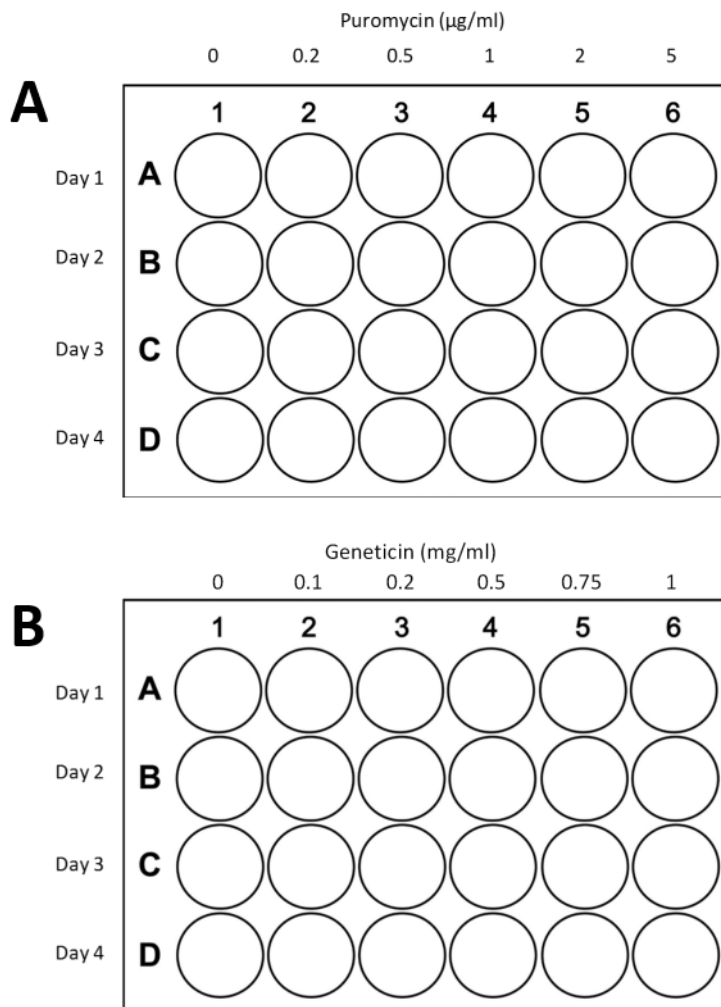 Puromycin (µg/ml)
0 0.2 0.5 1 2 5
A
1 2 3 4 5 6
Day 1 A
Day 2 B
Day 3 C
Day 4 D
Geneticin (mg/ml)
0 0.1 0.2 0.5 0.75 1
B
1 2 3 4 5 6
Day 1 A
Day 2 B
Day 3 C
Day 4 D